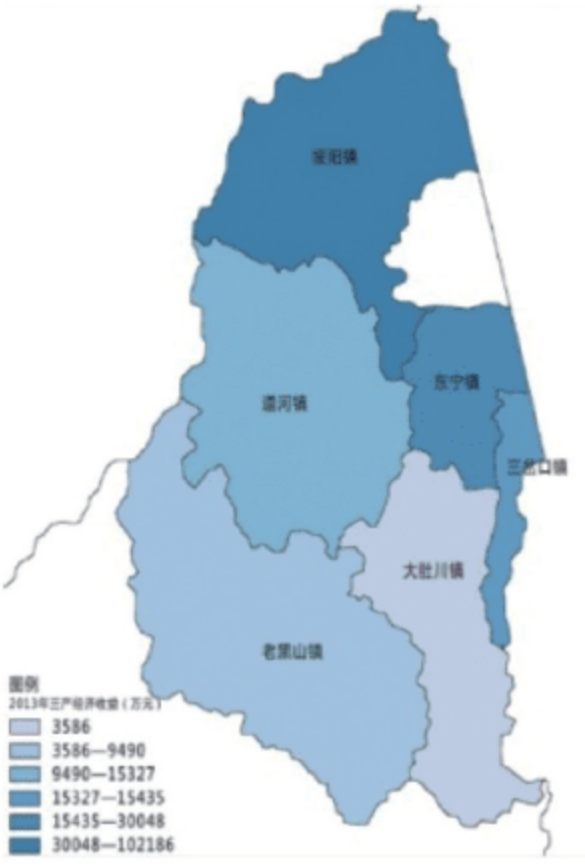 绥阳镇
东宁镇
道河镇
三岔口镇
大肚川镇
老黑山镇
图例
2013年三产经济收益(万元)
3586
3586—9490
9490—15327
15327—15435
15435—30048
30048—102186